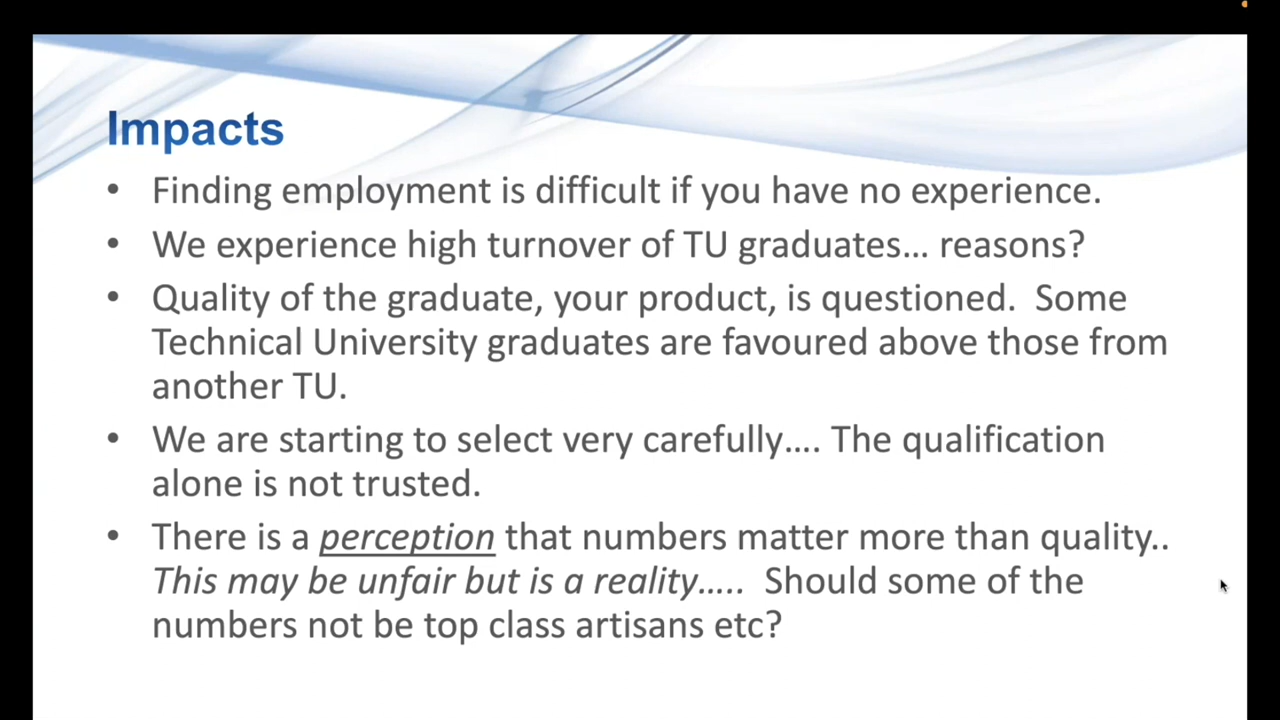 Impacts
• Finding employment is difficult if you have no experience.
• We experience high turnover of TU graduates... reasons?
• Quality of the graduate, your product, is questioned.  Some
Technical University graduates are favoured above those from
another TU.
• We are starting to select very carefully.... The qualification
alone is not trusted.
• There is a perception that numbers matter more than quality..
This may be unfair but is a reality.....  Should some of the
numbers not be top class artisans etc?